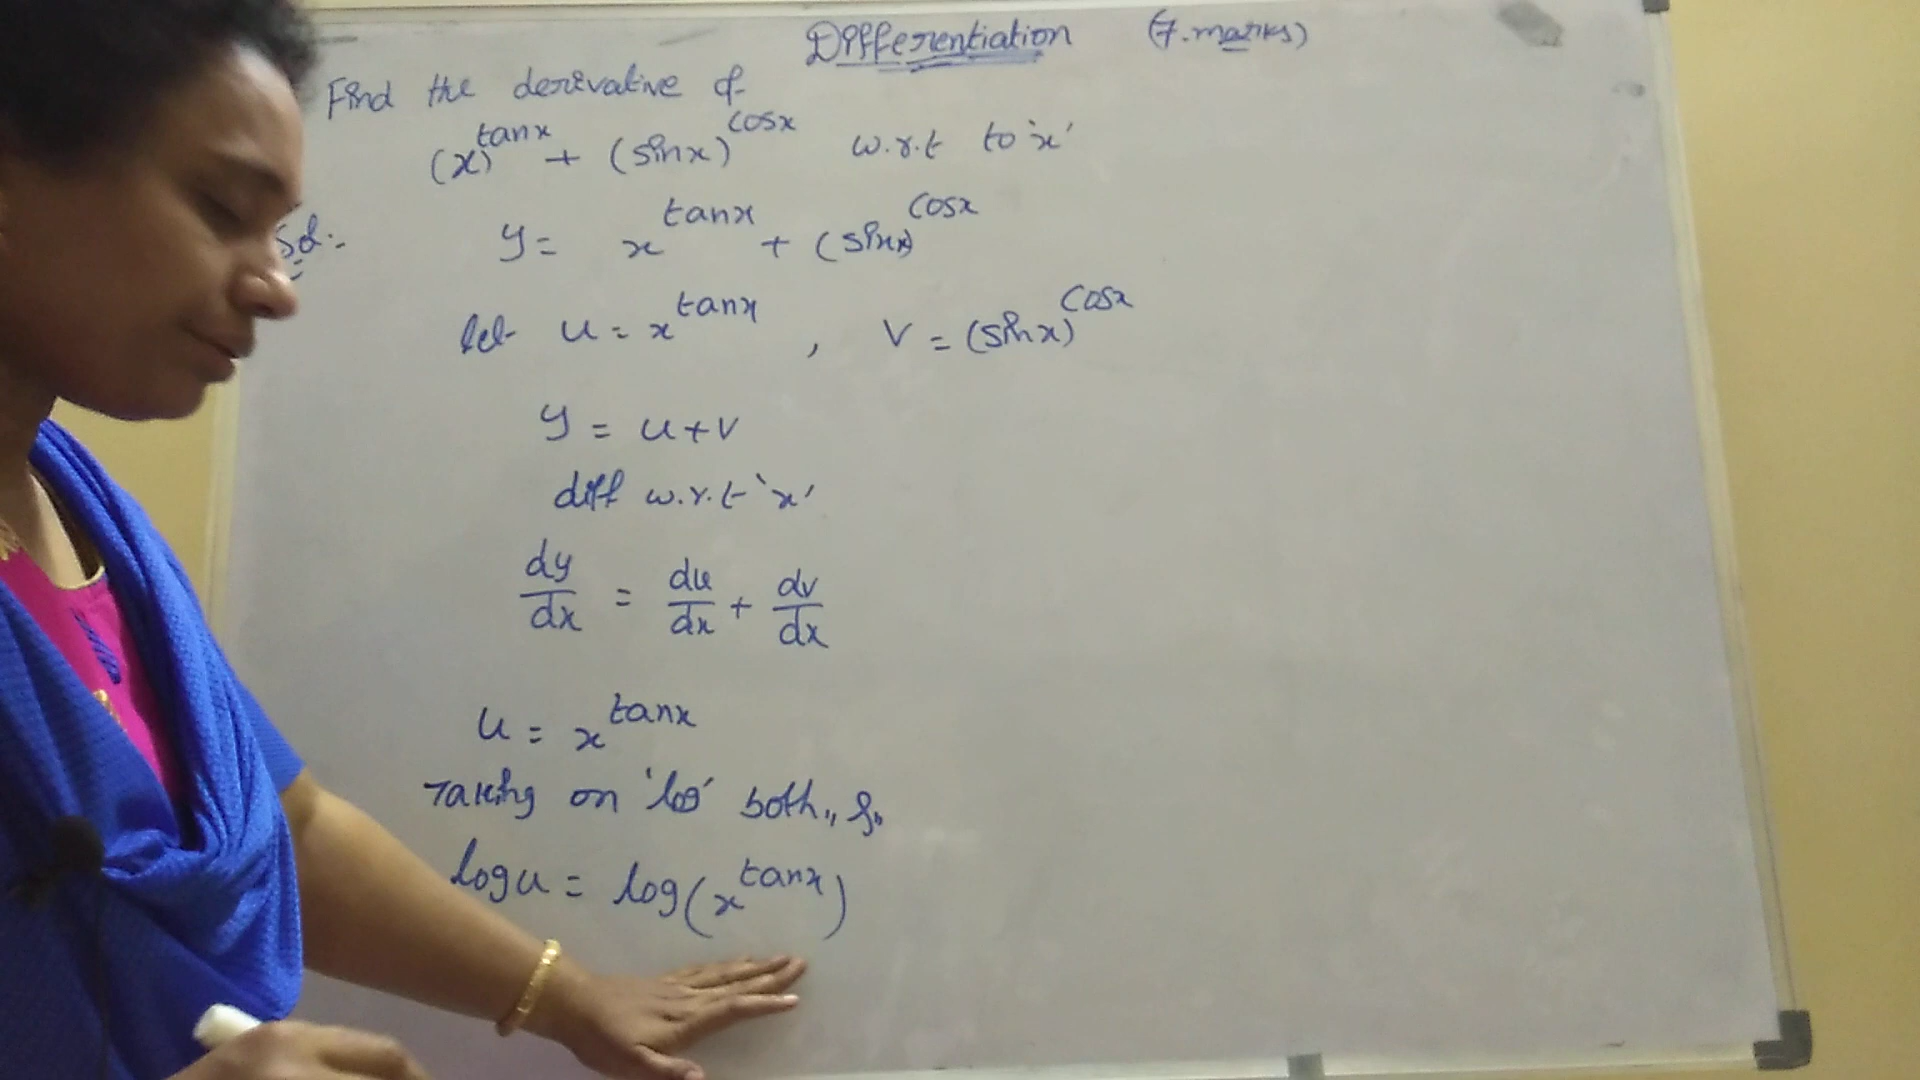 Differentiation (7. marks)
Find the derivative of
(x)^tanx + (sinx)^cosx w.r.t to 'x'
Sol:- y = x^tanx + (sinx)^cosx
let u = x^tanx , v = (sinx)^cosx
y = u+v
diff w.r.t 'x'
dy/dx = du/dx + dv/dx
u = x^tanx
Taking on 'log' both,, s,,
logu = log(x^tanx)